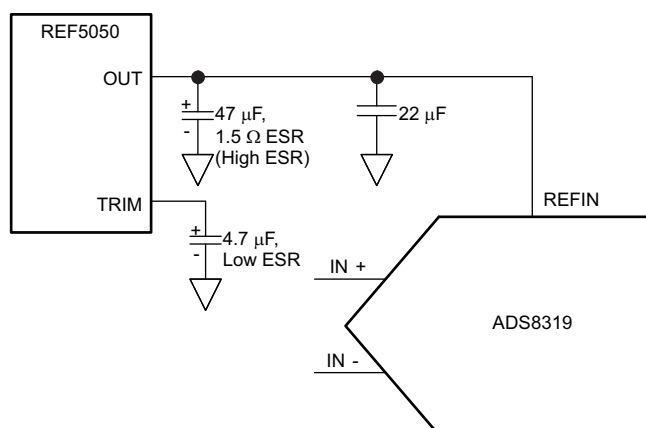 REF5050
OUT
+
-
47 μF,
1.5 Ω ESR
(High ESR)
22 μF
TRIM
+
-
4.7 μF,
Low ESR
REFIN
IN +
ADS8319
IN -